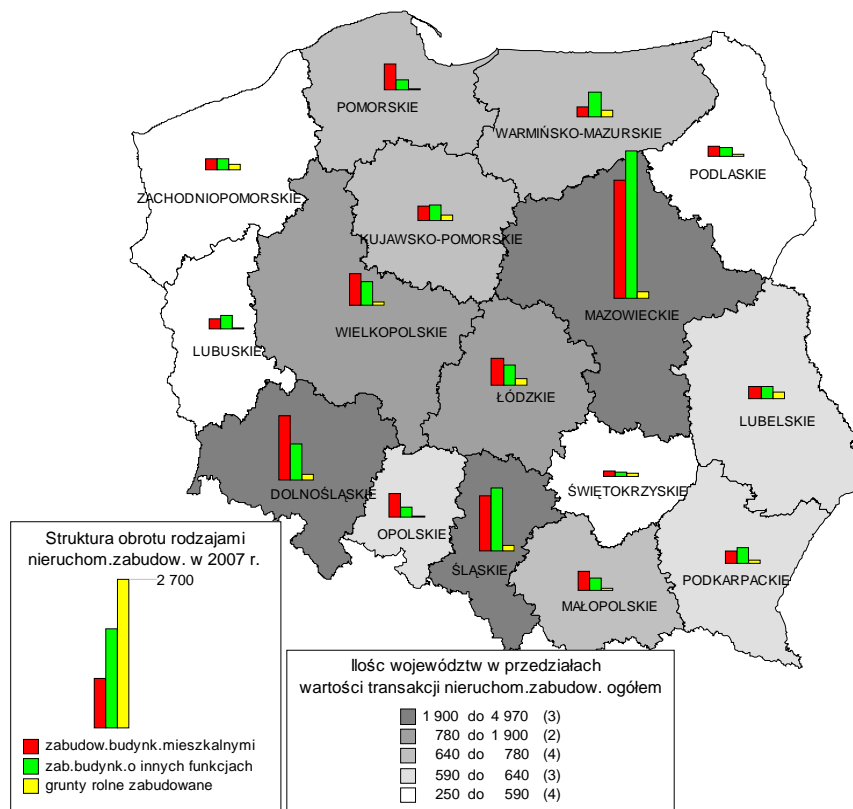 POMORSKIE
WARMIŃSKO-MAZURSKIE
PODLASKIE
ZACHODNIOPOMORSKIE
KUJAWSKO-POMORSKIE
MAZOWIECKIE
WIELKOPOLSKIE
LUBUSKIE
ŁÓDZKIE
LUBELSKIE
DOLNOŚLĄSKIE
ŚWIĘTOKRZYSKIE
OPOLSKIE
ŚLĄSKIE
MAŁOPOLSKIE
PODKARPACKIE
Struktura obrotu rodzajami
nieruchom.zabudow. w 2007 r.
2 700
zabudow.budynk.mieszkalnymi
zab.budynk.o innych funkcjach
grunty rolne zabudowane
Ilośc województw w przedziałach
wartości transakcji nieruchom.zabudow. ogółem
1 900 do 4 970 (3)
780 do 1 900 (2)
640 do 780 (4)
590 do 640 (3)
250 do 590 (4)